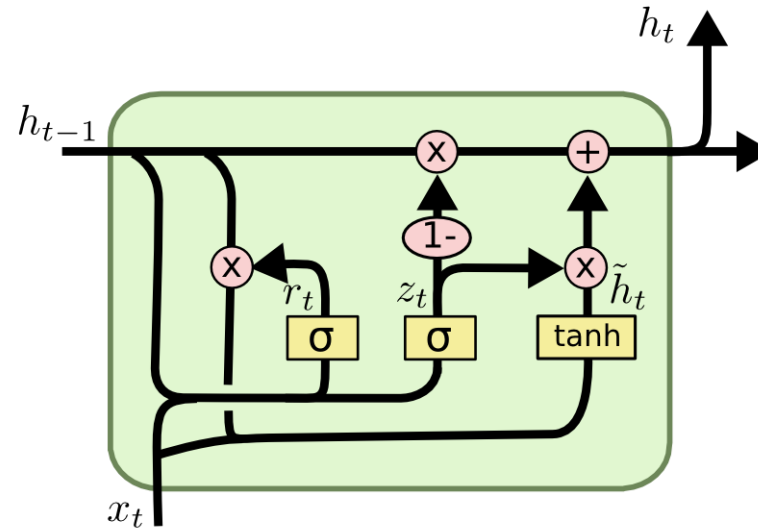 h_t
h_{t-1}
x
+
1-
x
x
r_t
z_t
h̃_t
σ
σ
tanh
x_t